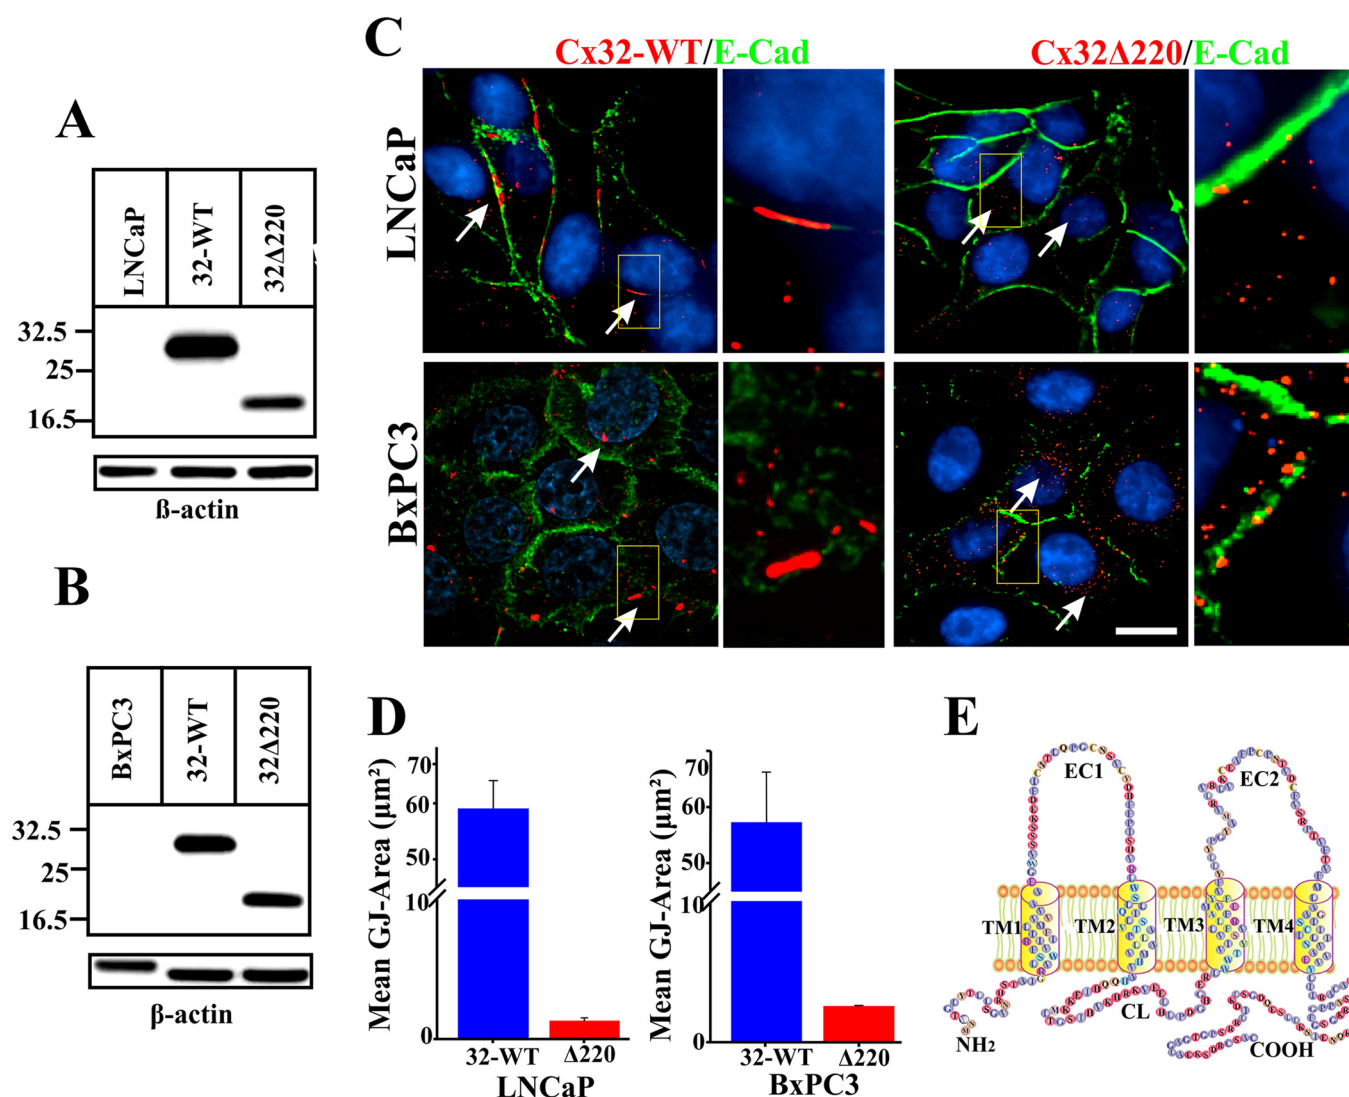 A
LNCaP
32-WT
32Δ220
32.5
25
16.5
ß-actin
B
BxPC3
32-WT
32Δ220
32.5
25
16.5
β-actin
C
Cx32-WT/E-Cad
Cx32Δ220/E-Cad
LNCaP
BxPC3
D
Mean GJ-Area (µm²)
70
60
50
10
0
32-WT
Δ220
LNCaP
Mean GJ-Area (µm²)
70
60
50
10
0
32-WT
Δ220
BxPC3
E
EC1
EC2
TM1
TM2
TM3
TM4
NH₂
CL
COOH